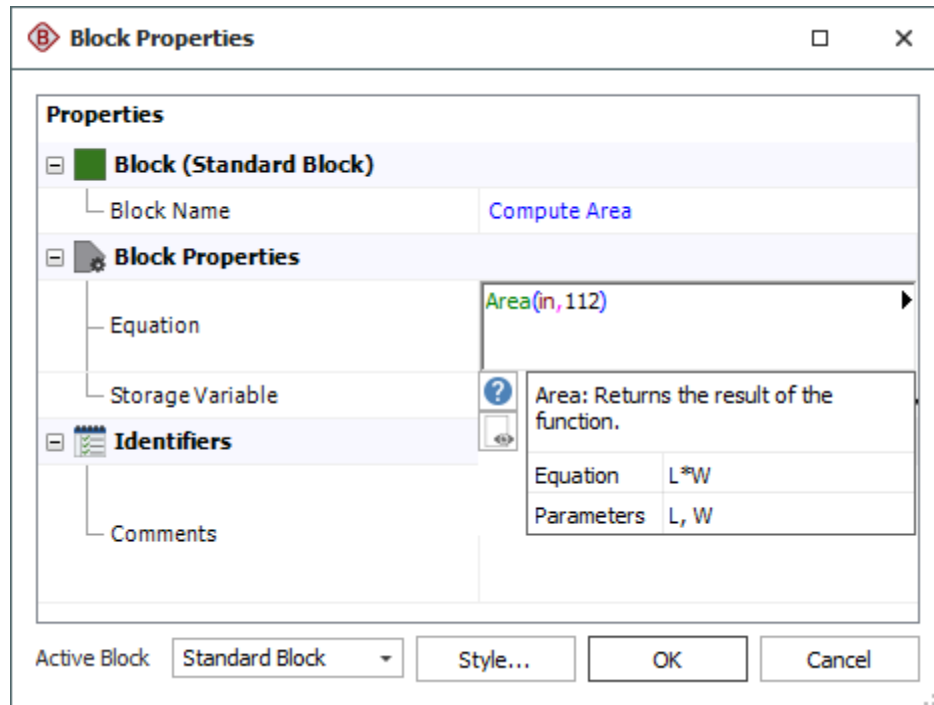 B Block Properties
Properties
Block (Standard Block)
Block Name Compute Area
Block Properties
Equation Area(in,112)
Storage Variable
? Area: Returns the result of the
function.
Identifiers
Equation L*W
Parameters L, W
Comments
Active Block Standard Block Style... OK Cancel